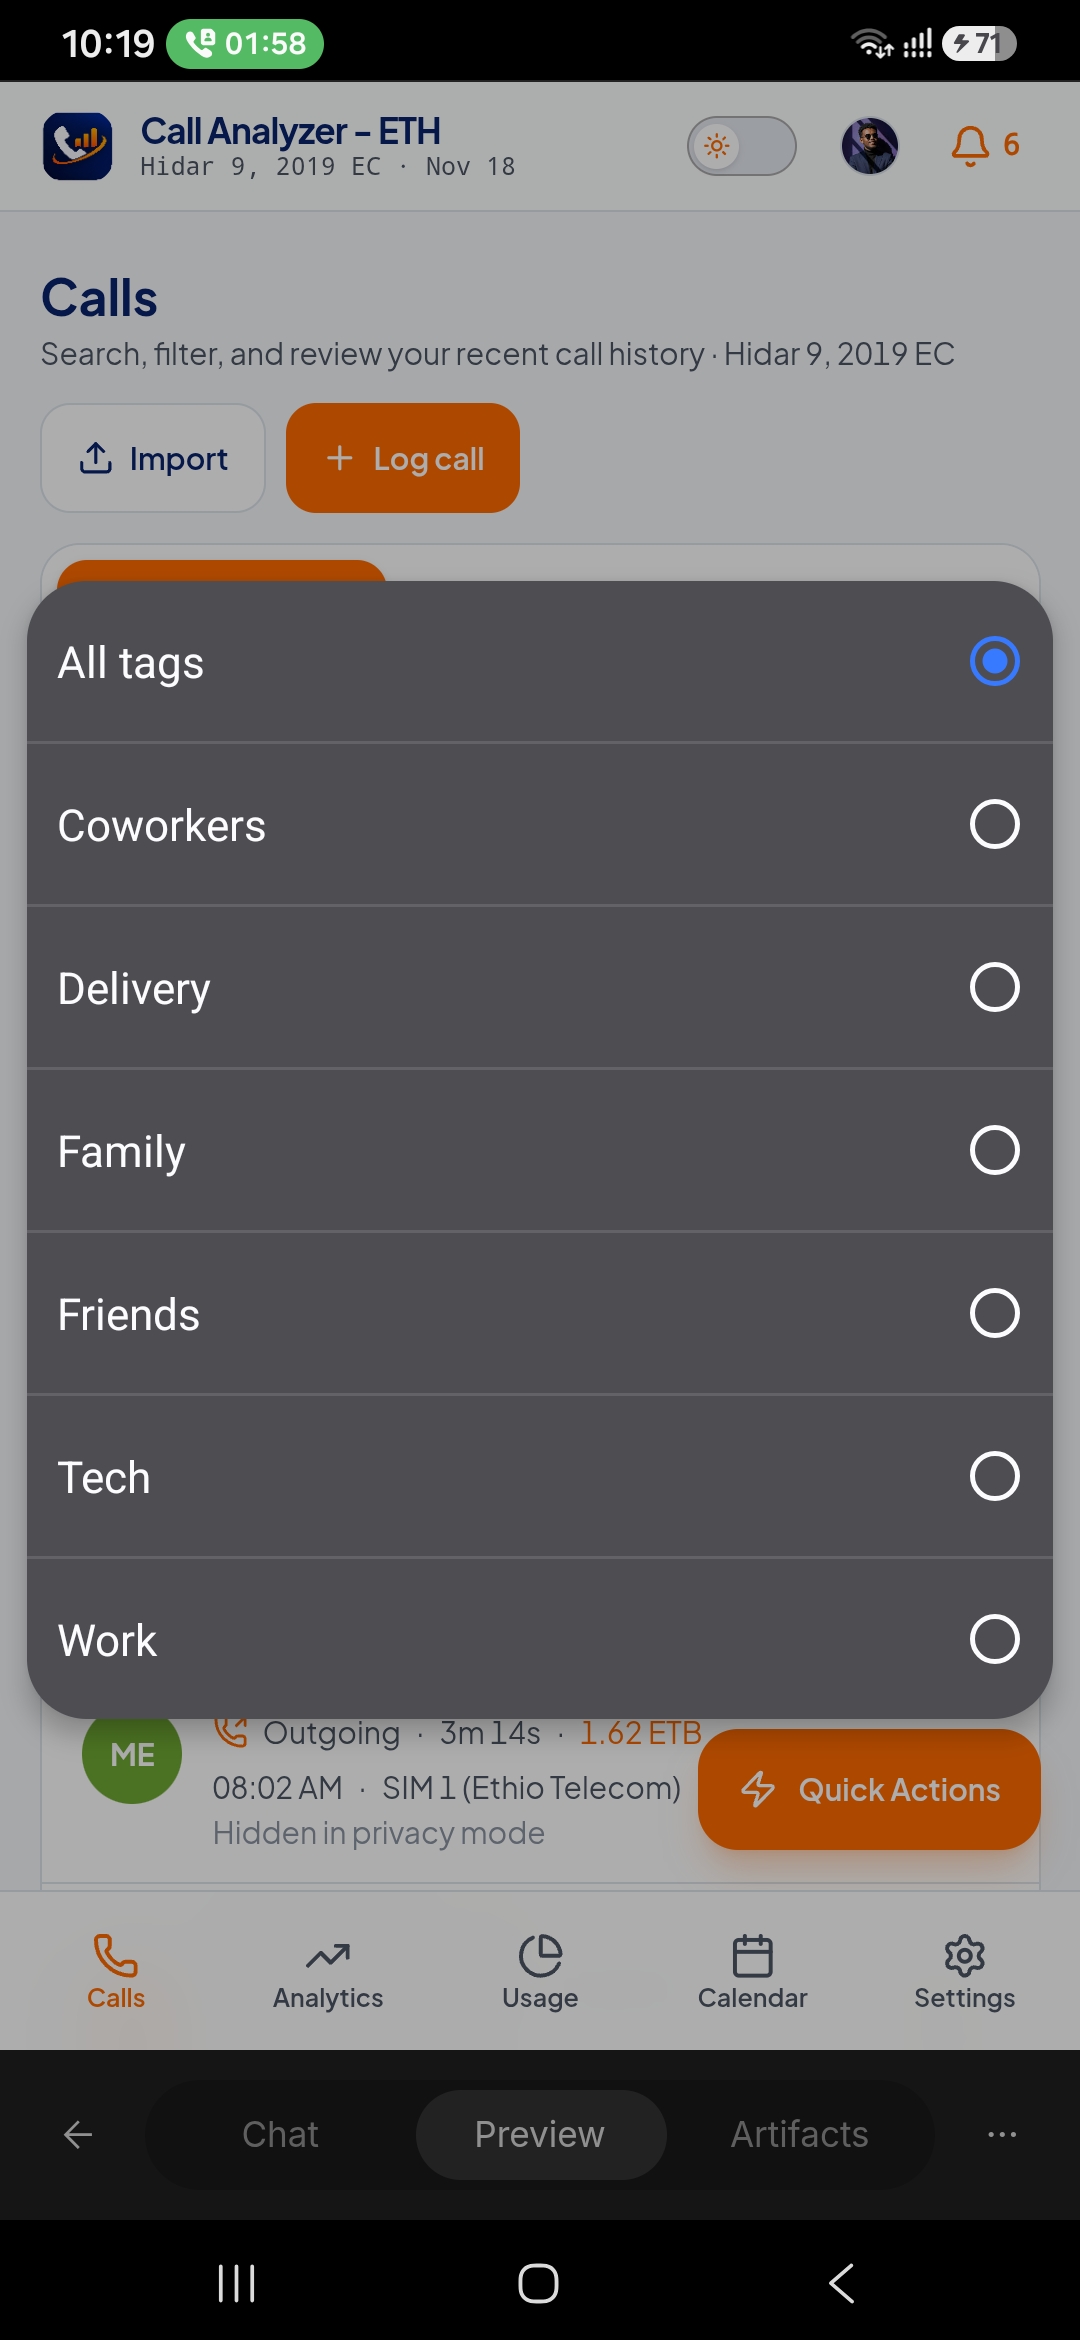 10:19 01:58 71
Call Analyzer – ETH
Hidar 9, 2019 EC · Nov 18
6
Calls
Search, filter, and review your recent call history · Hidar 9, 2019 EC
Import
Log call
All tags
Coworkers
Delivery
Family
Friends
Tech
Work
ME
Outgoing · 3m 14s · 1.62 ETB
08:02 AM · SIM 1 (Ethio Telecom)
Hidden in privacy mode
Quick Actions
Calls Analytics Usage Calendar Settings
Chat Preview Artifacts